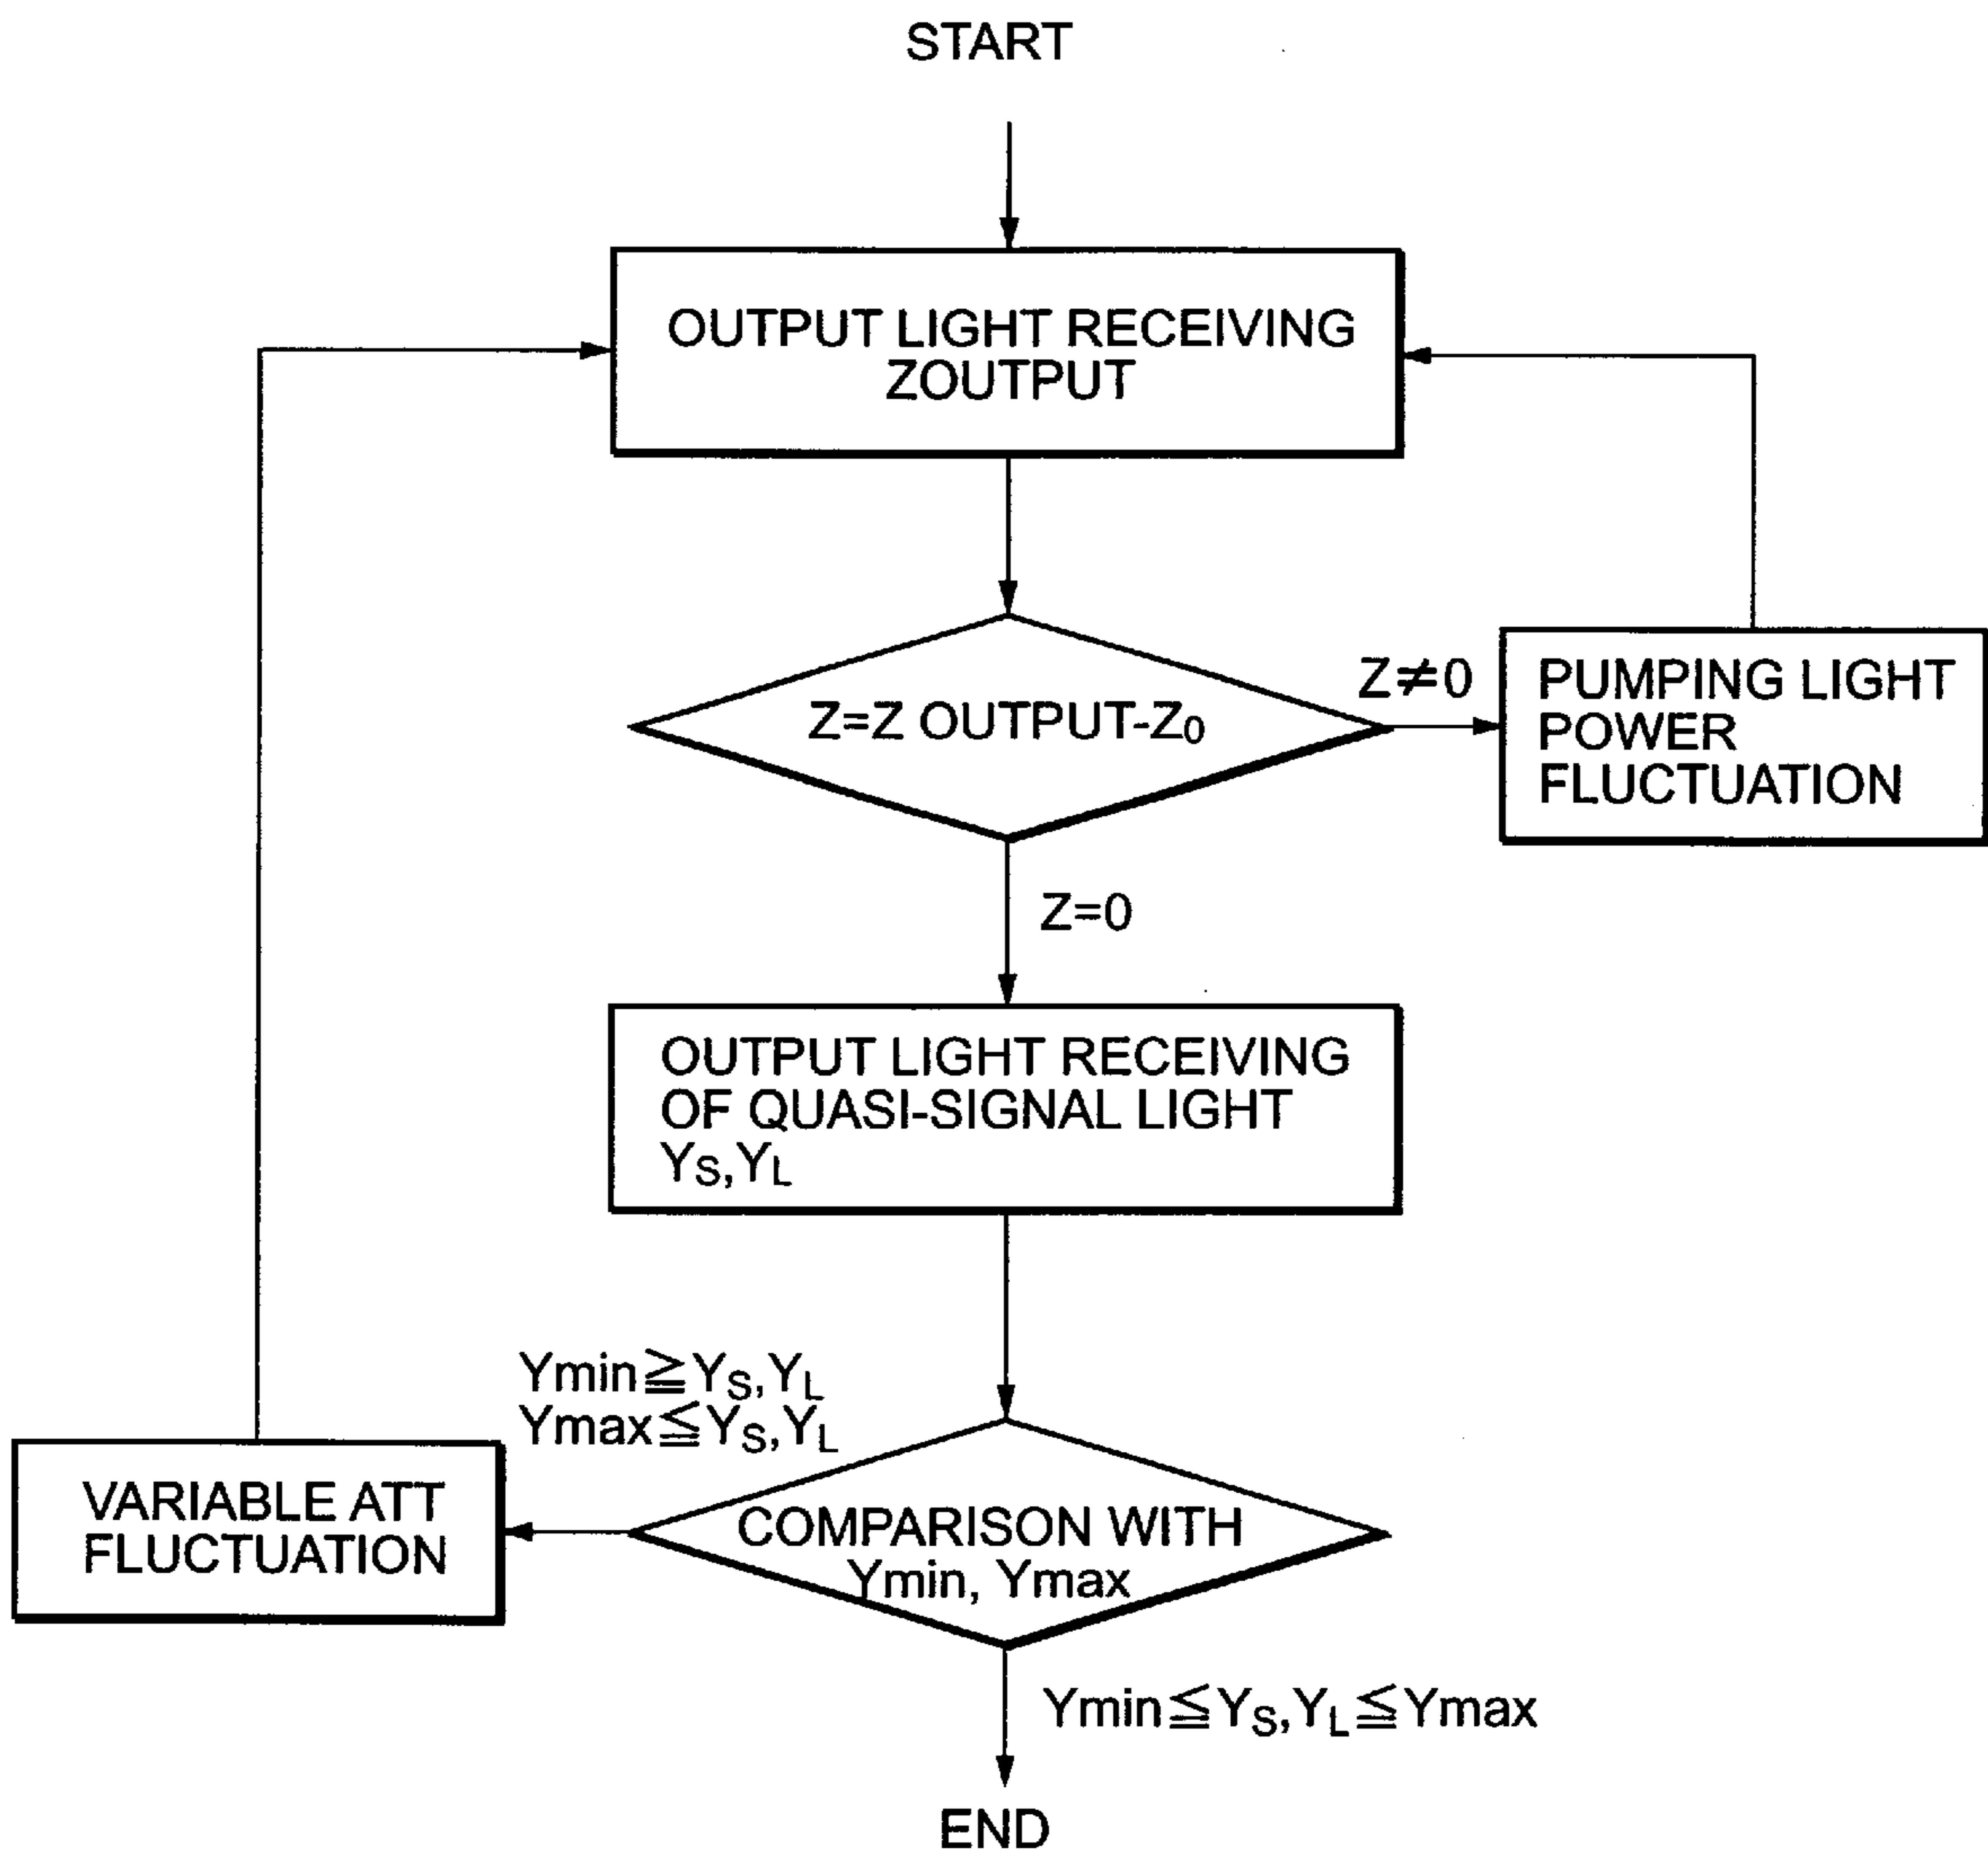 START
OUTPUT LIGHT RECEIVING
ZOUTPUT
Z=Z OUTPUT-Z₀
Z≠0
PUMPING LIGHT
POWER
FLUCTUATION
Z=0
OUTPUT LIGHT RECEIVING
OF QUASI-SIGNAL LIGHT
YS,YL
Ymin≧YS,YL
Ymax≦YS,YL
VARIABLE ATT
FLUCTUATION
COMPARISON WITH
Ymin, Ymax
Ymin≦YS,YL≦Ymax
END